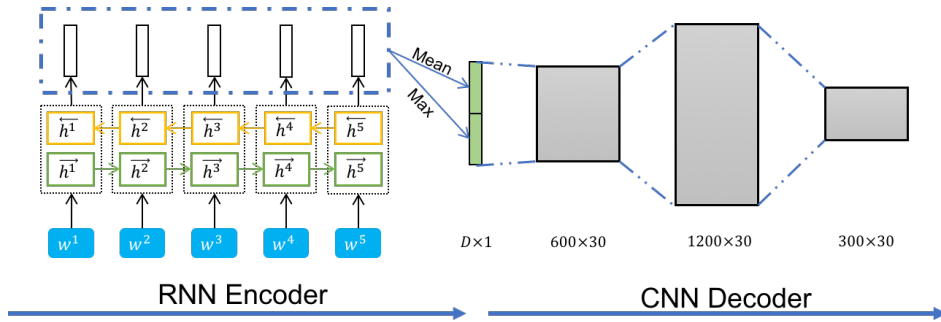 Mean
Max
←h¹ ←h² ←h³ ←h⁴ ←h⁵
→h¹ →h² →h³ →h⁴ →h⁵
w¹ w² w³ w⁴ w⁵
D×1 600×30 1200×30 300×30
RNN Encoder CNN Decoder